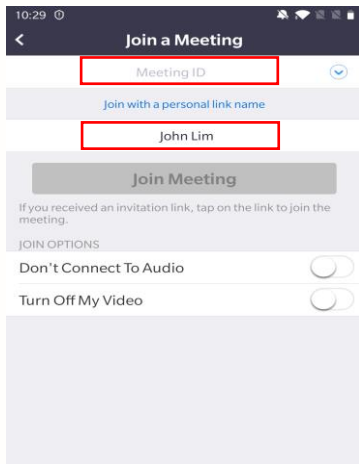 10:29
Join a Meeting
Meeting ID
Join with a personal link name
John Lim
Join Meeting
If you received an invitation link, tap on the link to join the
meeting.
JOIN OPTIONS
Don't Connect To Audio
Turn Off My Video